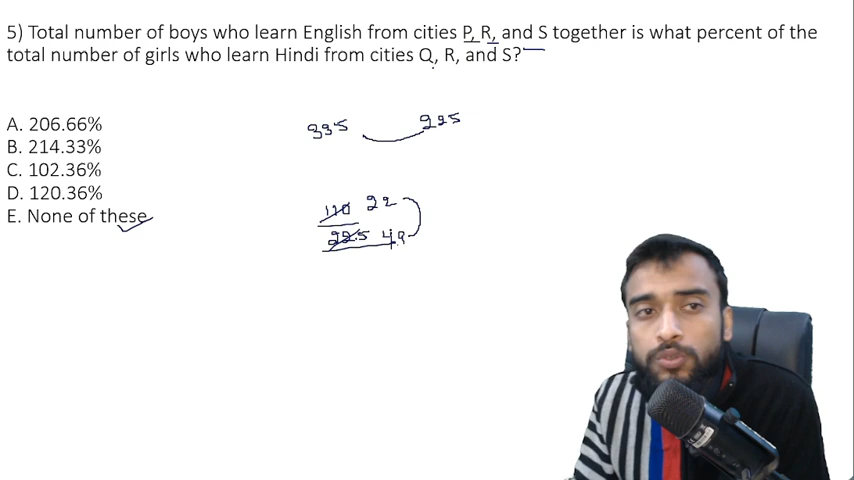 5) Total number of boys who learn English from cities P, R, and S together is what percent of the
total number of girls who learn Hindi from cities Q, R, and S?
A. 206.66%
B. 214.33%
C. 102.36%
D. 120.36%
E. None of these
335 225
110 22
225